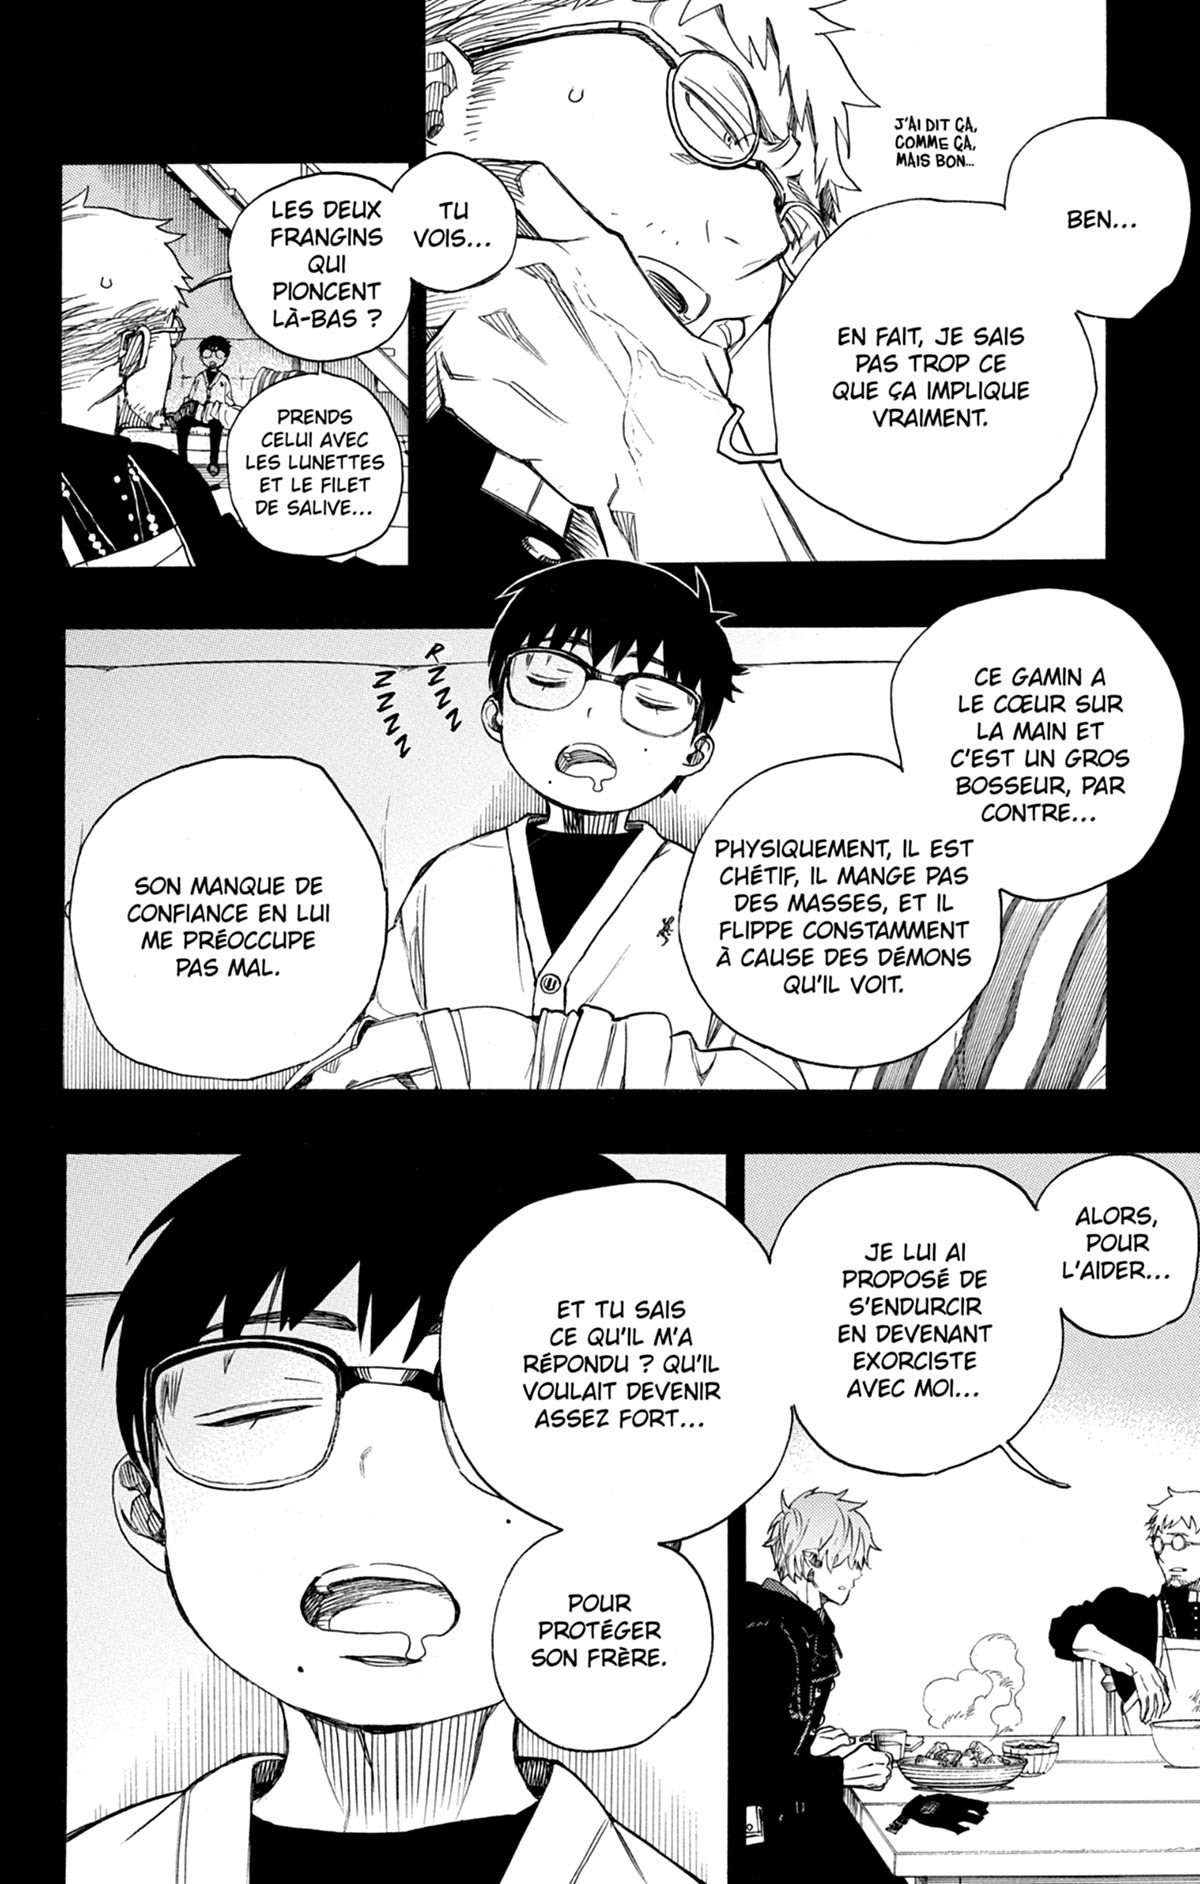 BEN...
J'AI DIT ÇA,
COMME ÇA,
MAIS BON...
EN FAIT, JE SAIS
PAS TROP CE
QUE ÇA IMPLIQUE
VRAIMENT.
TU
VOIS...
LES DEUX
FRANGINS
QUI
PIONCENT
LÀ-BAS ?
PRENDS
CELUI AVEC
LES LUNETTES
ET LE FILET
DE SALIVE...
CE GAMIN A
LE CŒUR SUR
LA MAIN ET
C'EST UN GROS
BOSSEUR, PAR
CONTRE...
PHYSIQUEMENT, IL EST
CHÉTIF, IL MANGE PAS
DES MASSES, ET IL
FLIPPE CONSTAMMENT
À CAUSE DES DÉMONS
QU'IL VOIT.
RZZZZ
ZZZZZ
SON MANQUE DE
CONFIANCE EN LUI
ME PRÉOCCUPE
PAS MAL.
ALORS,
POUR
L'AIDER...
JE LUI AI
PROPOSÉ DE
S'ENDURCIR
EN DEVENANT
EXORCISTE
AVEC MOI...
ET TU SAIS
CE QU'IL M'A
RÉPONDU ? QU'IL
VOULAIT DEVENIR
ASSEZ FORT...
POUR
PROTÉGER
SON FRÈRE.